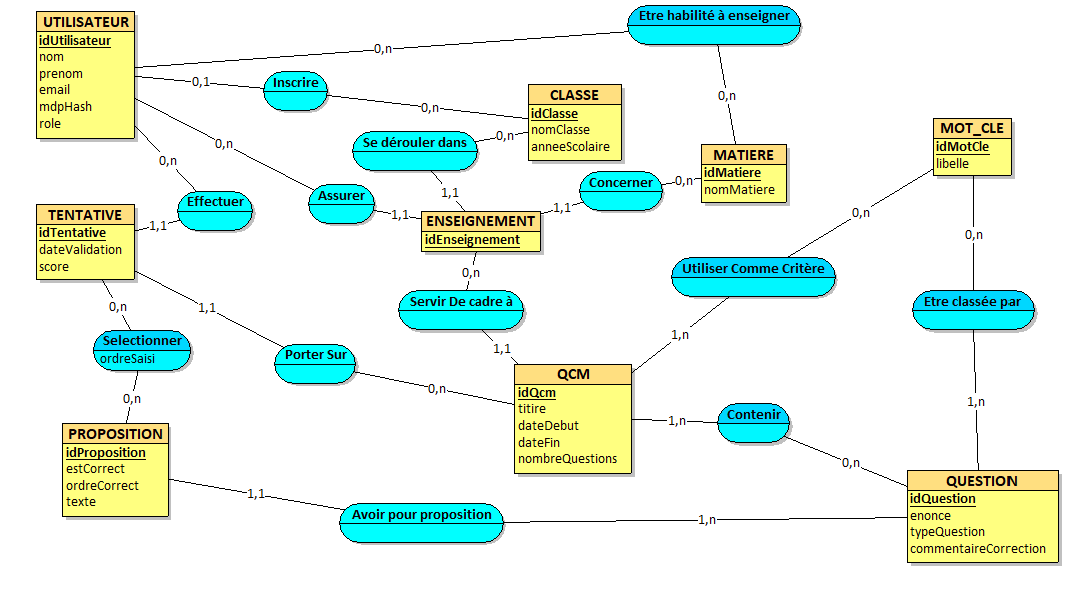 UTILISATEUR
idUtilisateur
nom
prenom
email
mdpHash
role
Etre habilité à enseigner
0,n
0,1
Inscrire
0,n
0,n
CLASSE
idClasse
nomClasse
anneeScolaire
0,n
Se dérouler dans
0,n
0,n
MATIERE
idMatiere
nomMatiere
MOT_CLE
idMotCle
libelle
0,n
Effectuer
1,1
Assurer
1,1
1,1
Concerner
0,n
1,1
ENSEIGNEMENT
idEnseignement
TENTATIVE
idTentative
dateValidation
score
0,n
0,n
0,n
Utiliser Comme Critère
0,n
Servir De cadre à
1,1
Etre classée par
0,n
1,1
Selectionner
ordreSaisi
Porter Sur
1,n
1,1
0,n
0,n
QCM
idQcm
titire
dateDebut
dateFin
nombreQuestions
1,n
Contenir
1,n
0,n
PROPOSITION
idProposition
estCorrect
ordreCorrect
texte
1,1
Avoir pour proposition
1,n
QUESTION
idQuestion
enonce
typeQuestion
commentaireCorrection